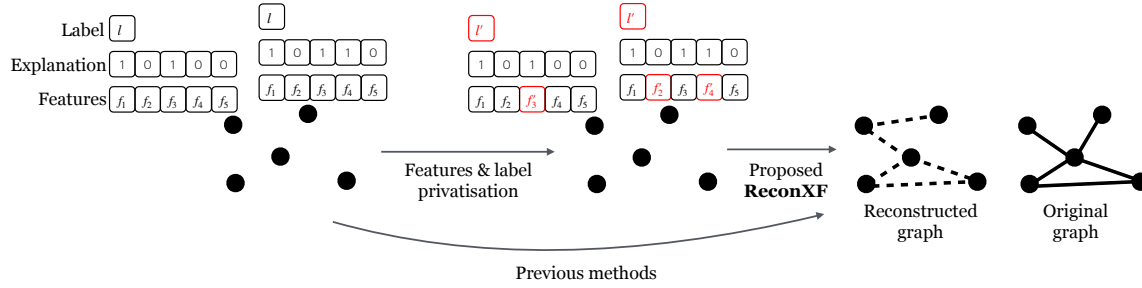 Label l l l' l'
Explanation 1 0 1 0 0 1 0 1 1 0 1 0 1 0 0 1 0 1 1 0
Features f1 f2 f3 f4 f5 f1 f2 f3 f4 f5 f1 f2 f'3 f4 f5 f1 f'2 f3 f'4 f5
Features & label
privatisation
Proposed
ReconXF
Reconstructed
graph
Original
graph
Previous methods